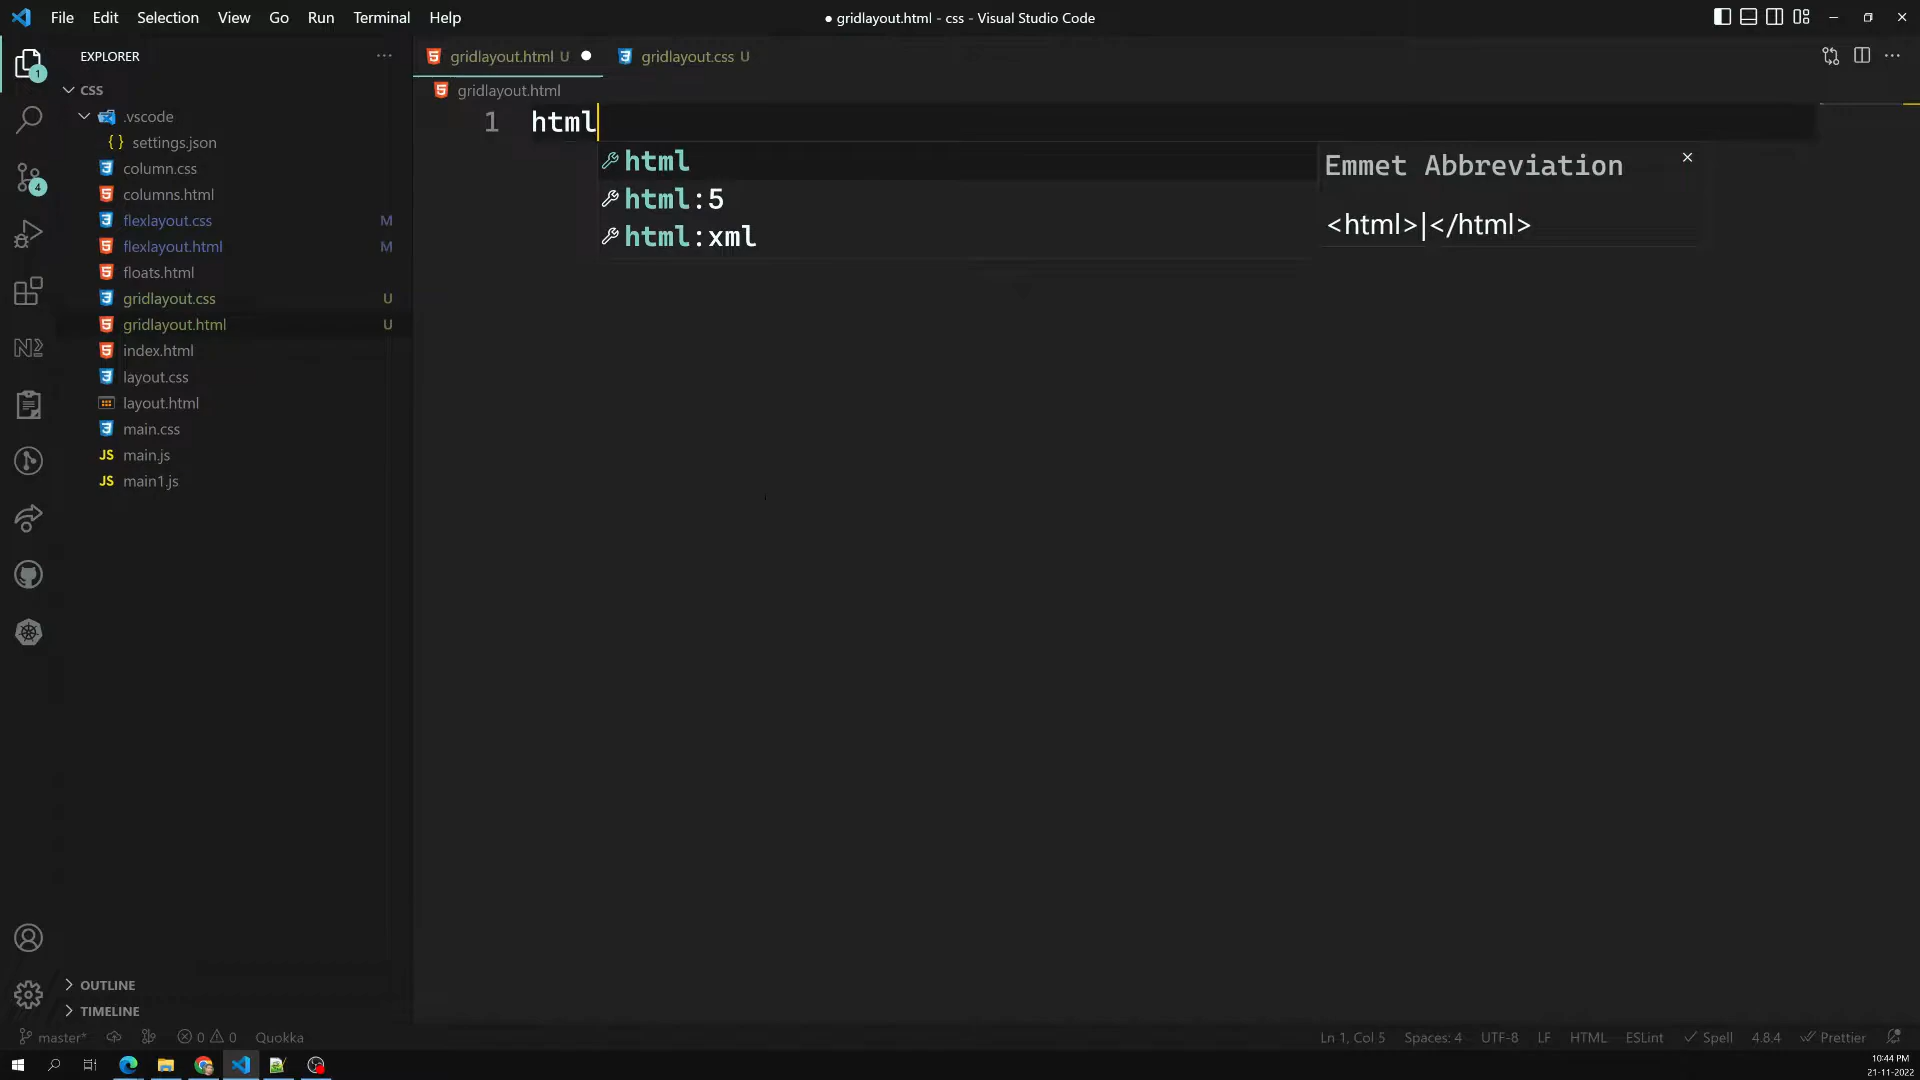 File Edit Selection View Go Run Terminal Help
● gridlayout.html - css - Visual Studio Code
EXPLORER
CSS
.vscode
{ } settings.json
column.css
columns.html
flexlayout.css M
flexlayout.html M
floats.html
gridlayout.css U
gridlayout.html U
index.html
layout.css
layout.html
main.css
JS main.js
JS main1.js
OUTLINE
TIMELINE
1
4
gridlayout.html U ●
gridlayout.css U
gridlayout.html
1 html
html
html:5
html:xml
Emmet Abbreviation
<html>|</html>
master* 0 0 Quokka
Ln 1, Col 5 Spaces: 4 UTF-8 LF HTML ESLint Spell 4.8.4 Prettier
10:44 PM
21-11-2022